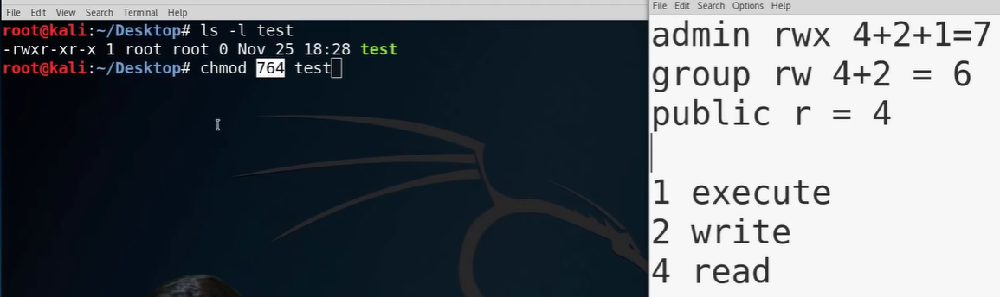 File Edit View Search Terminal Help
root@kali:~/Desktop# ls -l test
-rwxr-xr-x 1 root root 0 Nov 25 18:28 test
root@kali:~/Desktop# chmod 764 test
File Edit Search Options Help
admin rwx 4+2+1=7
group rw 4+2 = 6
public r = 4
1 execute
2 write
4 read